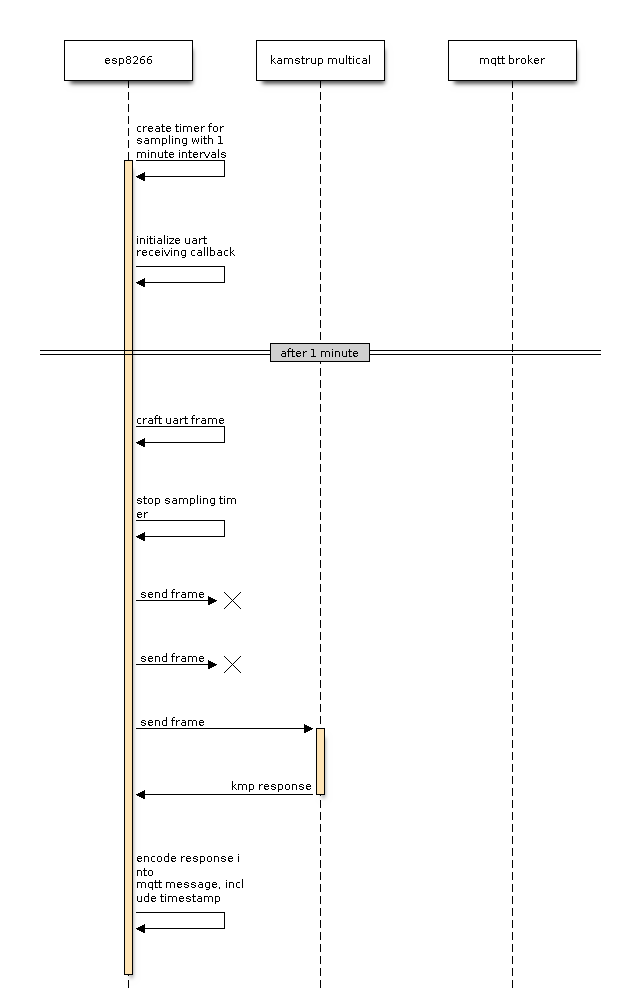 esp8266
kamstrup multical
mqtt broker
create timer for
sampling with 1
minute intervals
initialize uart
receiving callback
after 1 minute
craft uart frame
stop sampling tim
er
send frame
send frame
send frame
kmp response
encode response i
nto
mqtt message, incl
ude timestamp